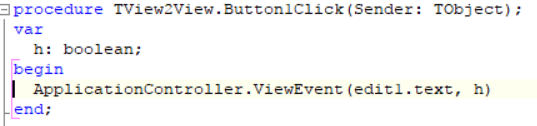 procedure TView2View.Button1Click(Sender: TObject);
var
  h: boolean;
begin
  ApplicationController.ViewEvent(edit1.text, h)
end;